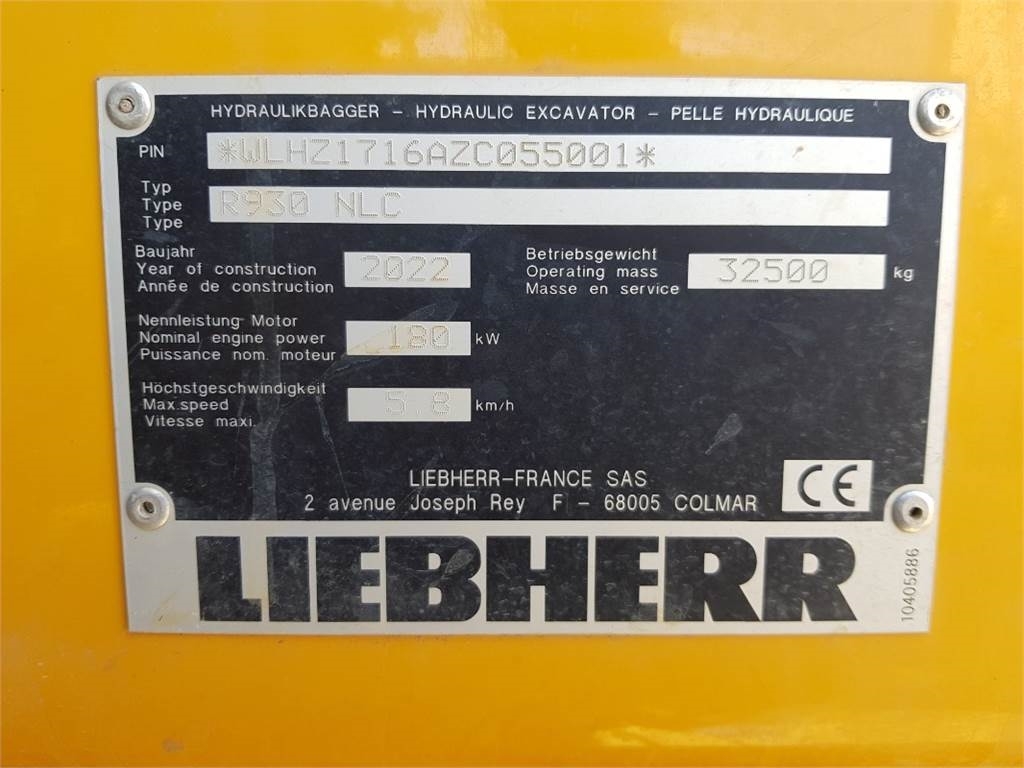 HYDRAULIKBAGGER – HYDRAULIC EXCAVATOR – PELLE HYDRAULIQUE
PIN *WLHZ1716AZC055001*
Typ
Type
Type
R930 NLC
Baujahr
Year of construction
Année de construction
2022
Betriebsgewicht
Operating mass
Masse en service
32500 kg
Nennleistung Motor
Nominal engine power
Puissance nom. moteur
180 kW
Höchstgeschwindigkeit
Max.speed
Vitesse maxi.
5.8 km/h
LIEBHERR-FRANCE SAS
2 avenue Joseph Rey F – 68005 COLMAR
CE
LIEBHERR
10405886